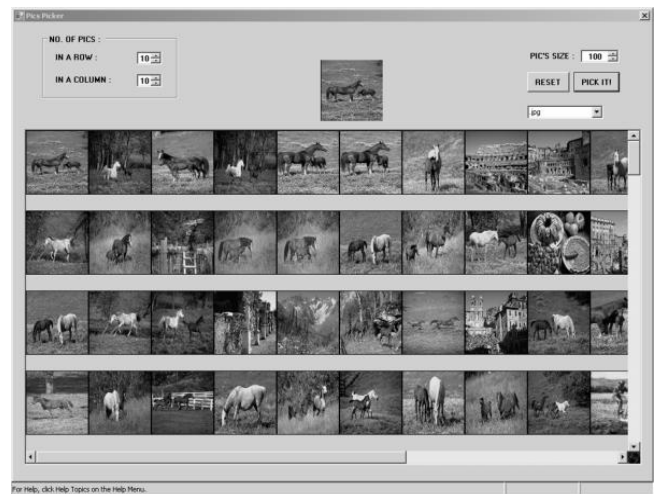 Pics Picker
NO. OF PICS :
IN A ROW : 10
IN A COLUMN : 10
PIC'S SIZE : 100
RESET PICK IT!
jpg
For Help, click Help Topics on the Help Menu.